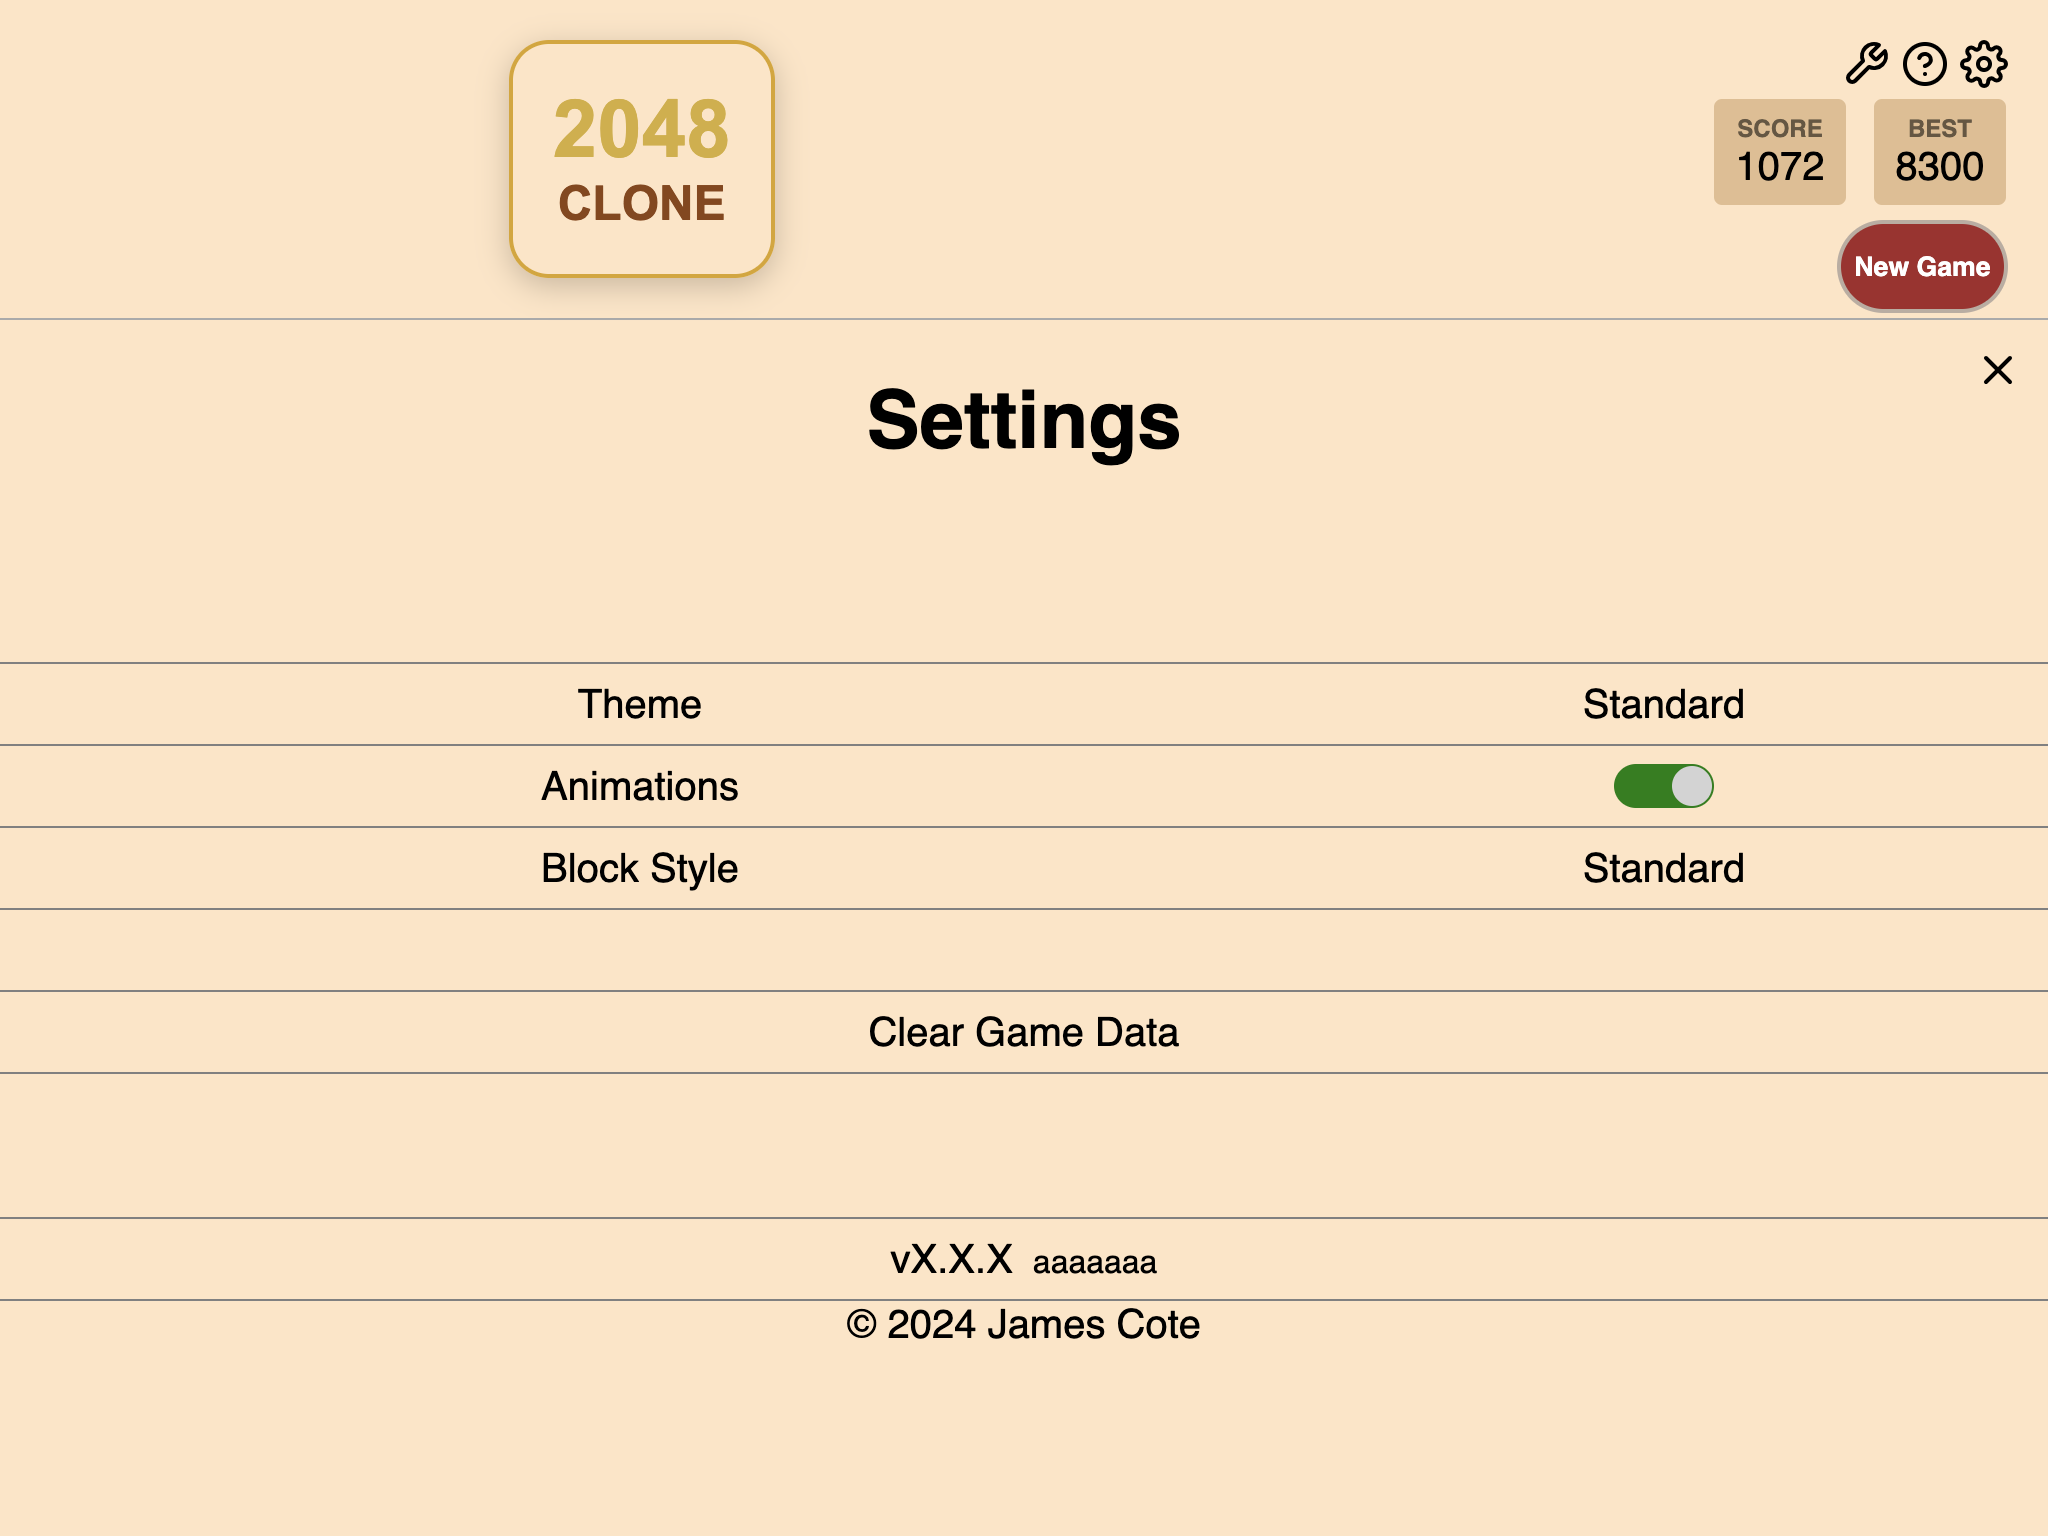 2048
CLONE
SCORE
1072
BEST
8300
New Game
Settings
Theme
Standard
Animations
Block Style
Standard
Clear Game Data
vX.X.X aaaaaaa
© 2024 James Cote